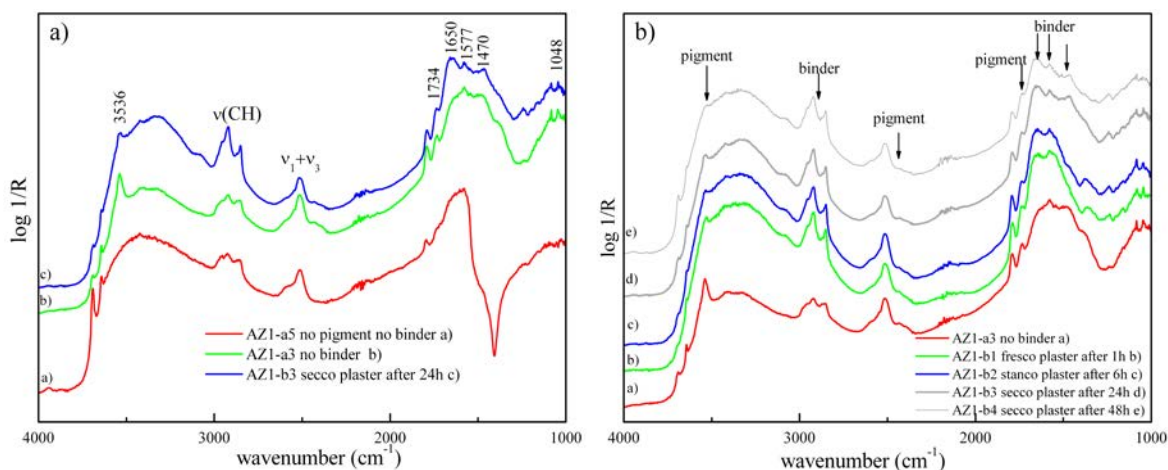 a)
3536
ν(CH)
ν1+ν3
1734
1650
1577
1470
1048
log 1/R
c)
b)
a)
AZ1-a5 no pigment no binder a)
AZ1-a3 no binder b)
AZ1-b3 secco plaster after 24h c)
4000 3000 2000 1000
wavenumber (cm-1)
b)
pigment
binder
pigment
pigment
binder
log 1/R
e)
d)
c)
b)
a)
AZ1-a3 no binder a)
AZ1-b1 fresco plaster after 1h b)
AZ1-b2 stanco plaster after 6h c)
AZ1-b3 secco plaster after 24h d)
AZ1-b4 secco plaster after 48h e)
4000 3000 2000 1000
wavenumber (cm-1)